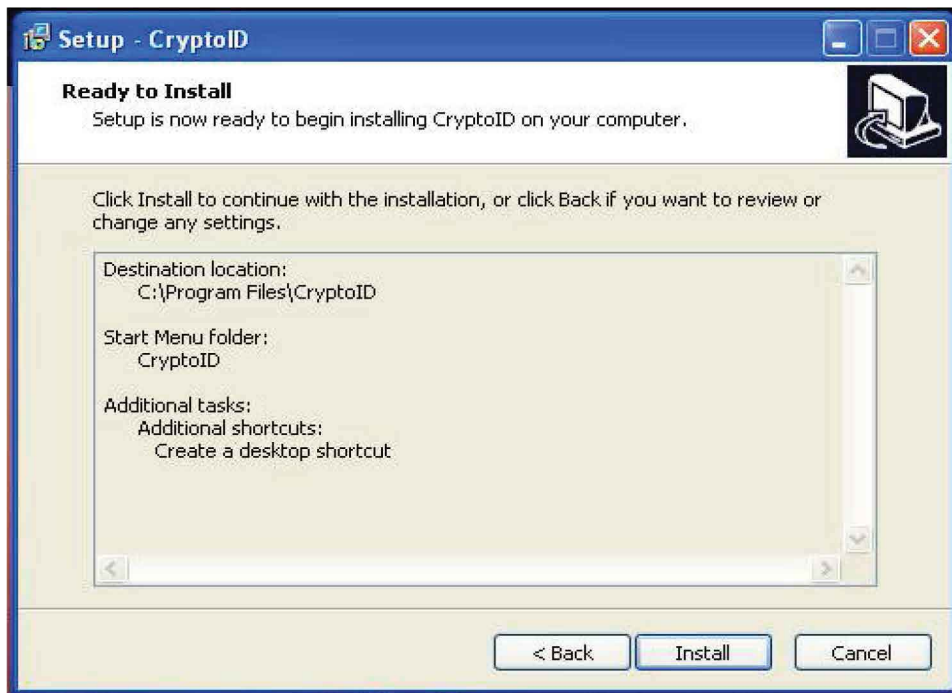 Setup - CryptoID
Ready to Install
Setup is now ready to begin installing CryptoID on your computer.
Click Install to continue with the installation, or click Back if you want to review or
change any settings.
Destination location:
C:\Program Files\CryptoID
Start Menu folder:
CryptoID
Additional tasks:
Additional shortcuts:
Create a desktop shortcut
< Back
Install
Cancel